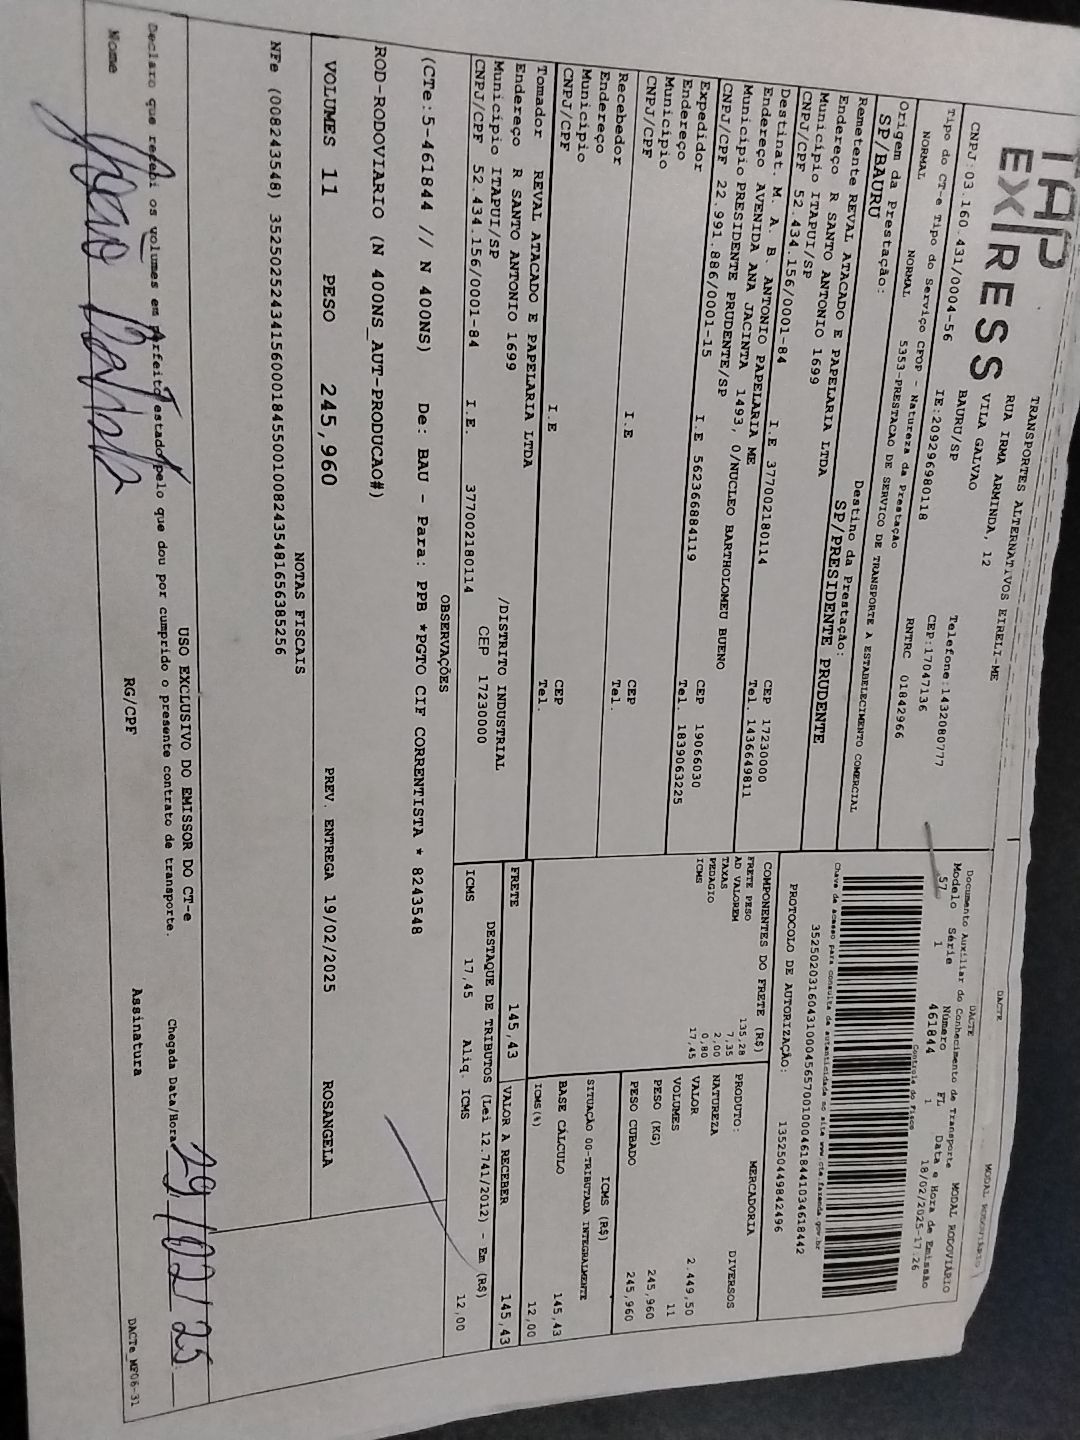 DACTE
MODAL RODOVIÁRIO
TAP
EXPRESS
TRANSPORTES ALTERNATIVOS EIRELI-ME
RUA IRMA ARMINDA, 12
VILA GALVAO
BAURU/SP
Telefone:1432080777
CEP:17047136
CNPJ:03.160.431/0004-56
IE:209296980118
RNTRC 01842966
Tipo do CT-e Tipo do Serviço CFOP - Natureza da Prestação
NORMAL NORMAL 5353-PRESTACAO DE SERVICO DE TRANSPORTE A ESTABELECIMENTO COMERCIAL
Origem da Prestação:
SP/BAURU
Destino da Prestação:
SP/PRESIDENTE PRUDENTE
Remetente REVAL ATACADO E PAPELARIA LTDA
Endereço R SANTO ANTONIO 1699
Município ITAPUI/SP
CEP 17230000
CNPJ/CPF 52.434.156/0001-84 I.E 377002180114 Tel. 1436649811
Destinat. M. A. B. ANTONIO PAPELARIA ME
Endereço AVENIDA ANA JACINTA 1493, 0/NUCLEO BARTHOLOMEU BUENO
Município PRESIDENTE PRUDENTE/SP CEP 19066030
CNPJ/CPF 22.991.886/0001-15 I.E 562366884119 Tel. 1839063225
Expedidor
Endereço
Município CEP
CNPJ/CPF I.E Tel.
Recebedor
Endereço
Município CEP
CNPJ/CPF I.E Tel.
Tomador REVAL ATACADO E PAPELARIA LTDA
Endereço R SANTO ANTONIO 1699 /DISTRITO INDUSTRIAL
Município ITAPUI/SP CEP 17230000
CNPJ/CPF 52.434.156/0001-84 I.E. 377002180114
Documento Auxiliar do Conhecimento de Transporte
DACTE
MODAL RODOVIÁRIO
Modelo Série Número FL Data e Hora de Emissão
57 1 461844 1 18/02/2025-17:26
Controle do Fisco
Chave de acesso para consulta de autenticidade no site www.cte.fazenda.gov.br
35250203160431000456570010004618441034618442
PROTOCOLO DE AUTORIZAÇÃO: 135250449842496
COMPONENTES DO FRETE (R$)
FRETE PESO 135,28
AD VALOREM 7,35
TAXAS 2,00
PEDAGIO 0,80
ICMS 17,45
PRODUTO: MERCADORIA
NATUREZA DIVERSOS
VALOR 2.449,50
VOLUMES 11
PESO (KG) 245,960
PESO CUBADO 245,960
ICMS (R$)
SITUAÇÃO 00-TRIBUTADA INTEGRALMENTE
BASE CÁLCULO 145,43
ICMS(%) 12,00
FRETE 145,43
VALOR A RECEBER 145,43
DESTAQUE DE TRIBUTOS (Lei 12.741/2012) - Em (R$)
ICMS 17,45 Aliq. ICMS 12,00
OBSERVAÇÕES
(CTe:5-461844 // N 400NS) De: BAU - Para: PPB *PGTO CIF CORRENTISTA * 8243548
ROD-RODOVIARIO (N 400NS_AUT-PRODUCAO#)
VOLUMES 11 PESO 245,960 PREV. ENTREGA 19/02/2025 ROSANGELA
NOTAS FISCAIS
NFe (008243548) 35250252434156000184550010082435481656385256
USO EXCLUSIVO DO EMISSOR DO CT-e
Declaro que recebi os volumes em perfeito estado pelo que dou por cumprido o presente contrato de transporte.
Chegada Data/Hora 29/02/25
Nome RG/CPF Assinatura
DACTe_MF06-31